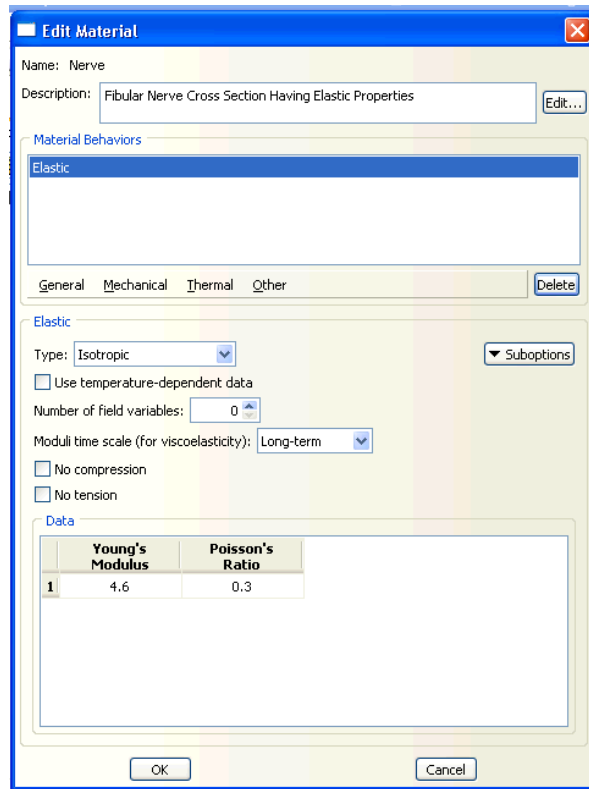 Edit Material
Name: Nerve
Description: Fibular Nerve Cross Section Having Elastic Properties
Edit...
Material Behaviors
Elastic
General Mechanical Thermal Other Delete
Elastic
Type: Isotropic Suboptions
Use temperature-dependent data
Number of field variables: 0
Moduli time scale (for viscoelasticity): Long-term
No compression
No tension
Data
Young's Poisson's
Modulus Ratio
1 4.6 0.3
OK Cancel